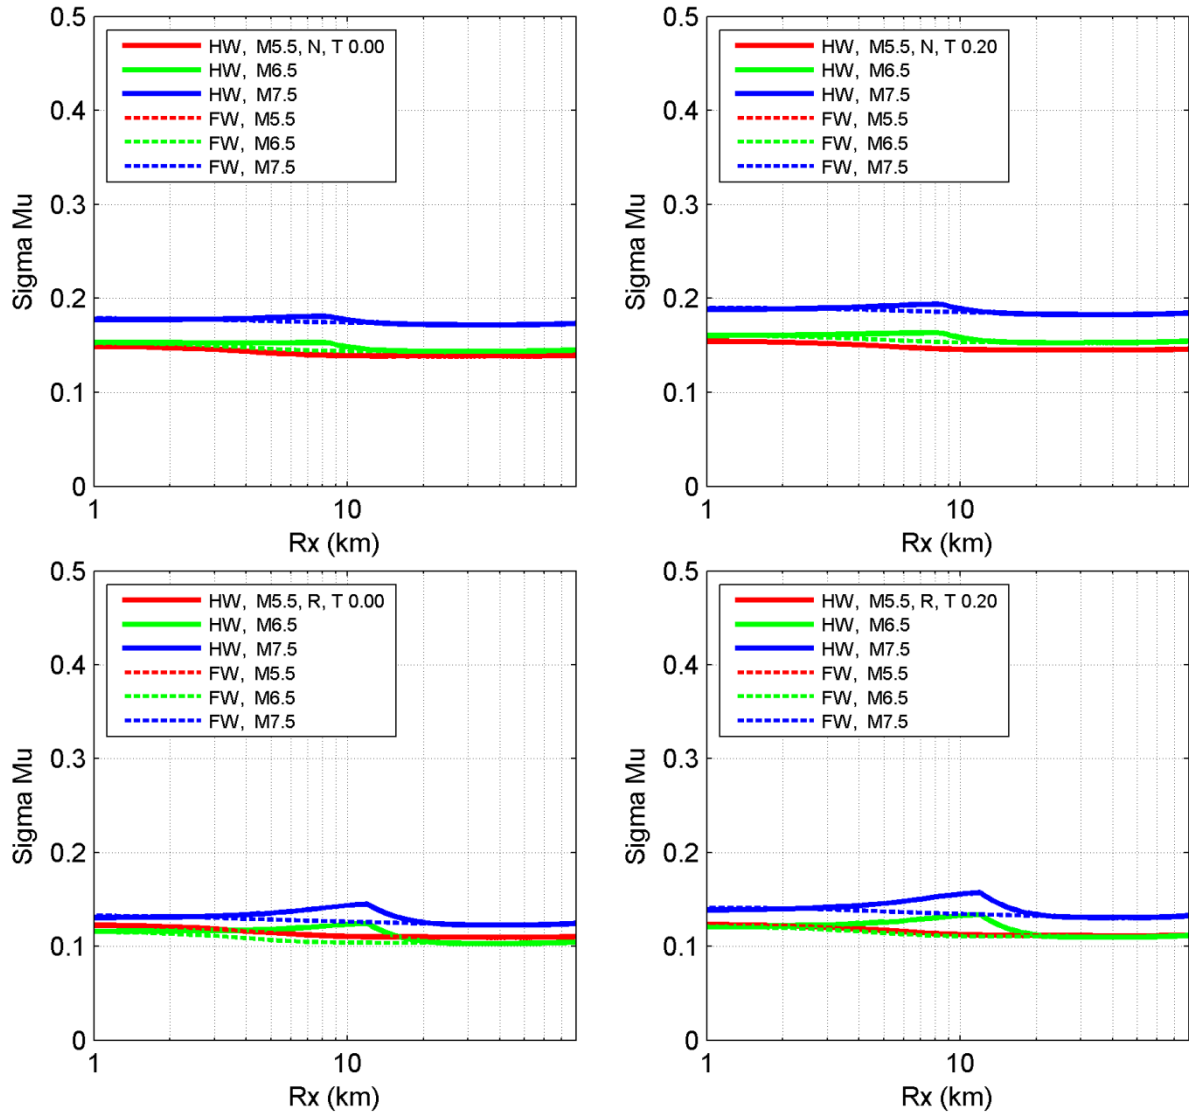 0.5
0.4
0.3
0.2
0.1
0
Sigma Mu
HW, M5.5, N, T 0.00
HW, M6.5
HW, M7.5
FW, M5.5
FW, M6.5
FW, M7.5
1
10
Rx (km)
0.5
0.4
0.3
0.2
0.1
0
Sigma Mu
HW, M5.5, N, T 0.20
HW, M6.5
HW, M7.5
FW, M5.5
FW, M6.5
FW, M7.5
1
10
Rx (km)
0.5
0.4
0.3
0.2
0.1
0
Sigma Mu
HW, M5.5, R, T 0.00
HW, M6.5
HW, M7.5
FW, M5.5
FW, M6.5
FW, M7.5
1
10
Rx (km)
0.5
0.4
0.3
0.2
0.1
0
Sigma Mu
HW, M5.5, R, T 0.20
HW, M6.5
HW, M7.5
FW, M5.5
FW, M6.5
FW, M7.5
1
10
Rx (km)